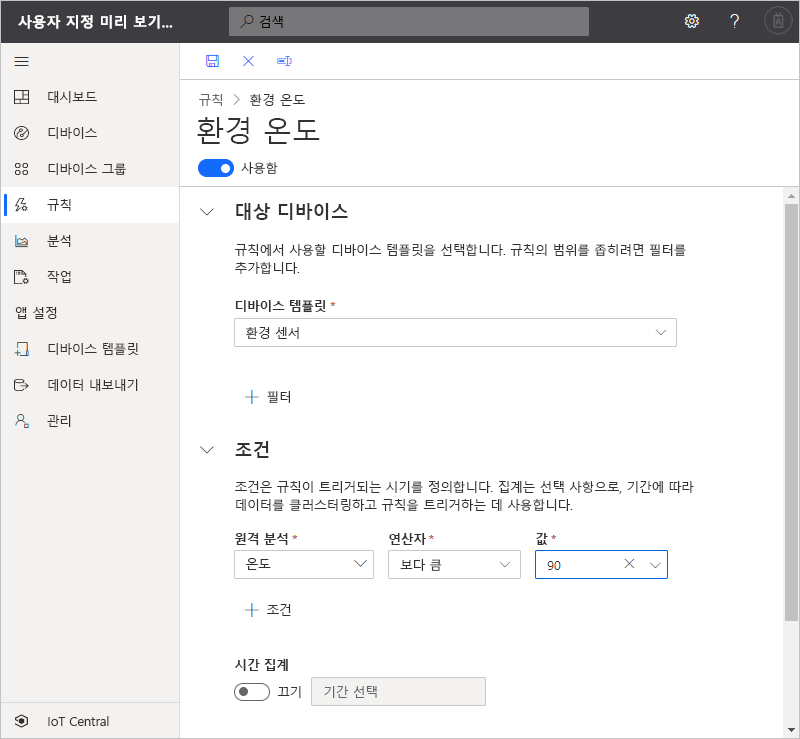 사용자 지정 미리 보기...
검색
?
대시보드
디바이스
디바이스 그룹
규칙
분석
작업
앱 설정
디바이스 템플릿
데이터 내보내기
관리
IoT Central
규칙 > 환경 온도
환경 온도
사용함
대상 디바이스
규칙에서 사용할 디바이스 템플릿을 선택합니다. 규칙의 범위를 좁히려면 필터를
추가합니다.
디바이스 템플릿 *
환경 센서
+ 필터
조건
조건은 규칙이 트리거되는 시기를 정의합니다. 집계는 선택 사항으로, 기간에 따라
데이터를 클러스터링하고 규칙을 트리거하는 데 사용합니다.
원격 분석 * 연산자 * 값 *
온도 보다 큼 90
+ 조건
시간 집계
끄기 기간 선택